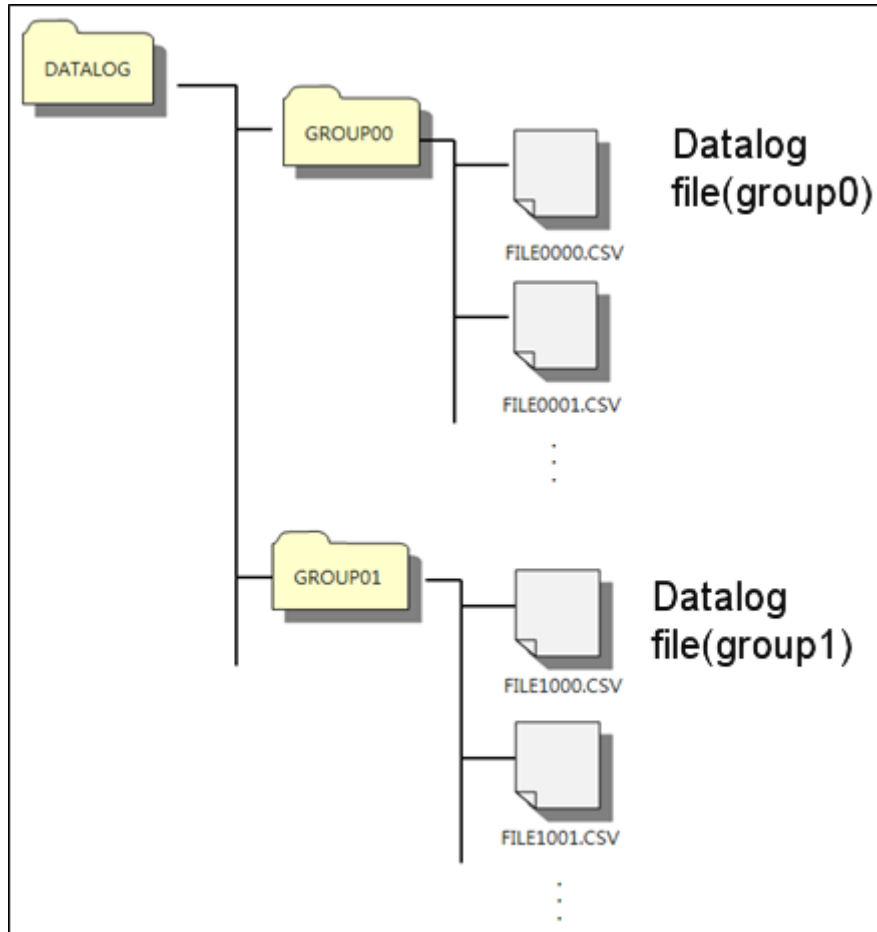 DATALOG
GROUP00
Datalog
file(group0)
FILE0000.CSV
FILE0001.CSV
GROUP01
Datalog
file(group1)
FILE1000.CSV
FILE1001.CSV